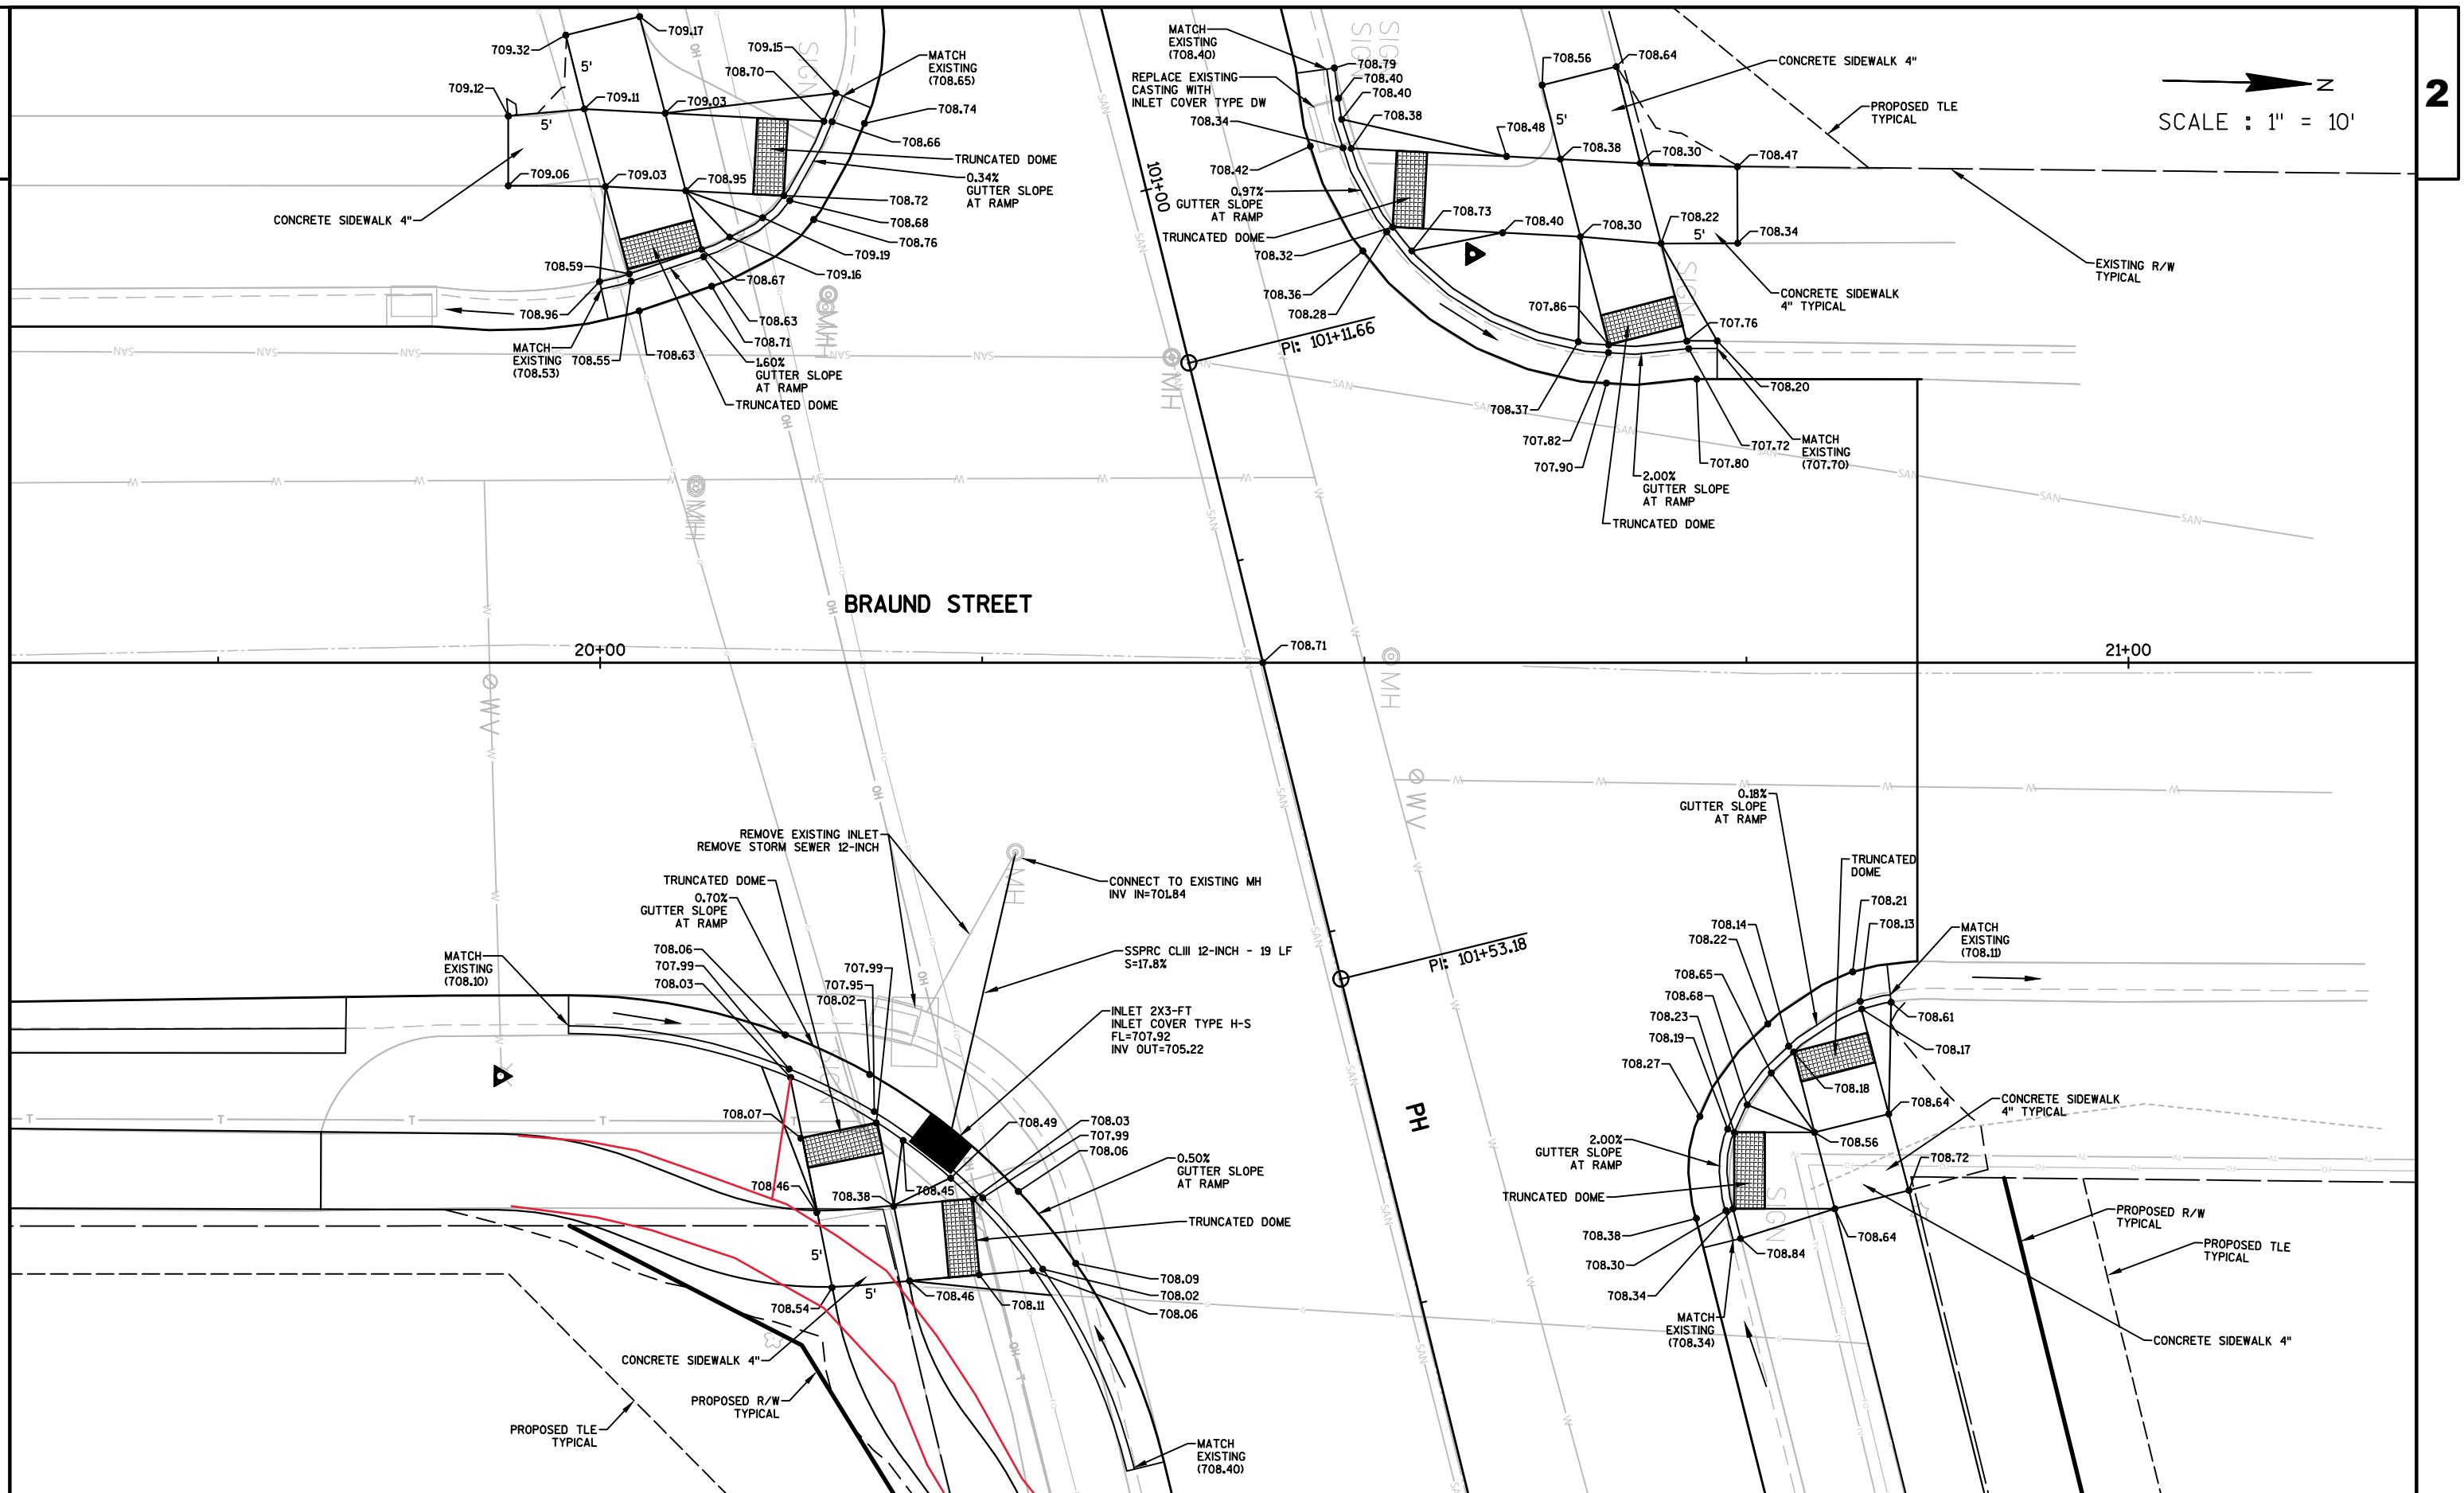 709.17
709.32
709.15
MATCH
EXISTING
(708.65)
5'
SIGN
OH
708.70
709.12
709.11
709.03
708.74
5'
708.66
TRUNCATED DOME
0.34%
GUTTER SLOPE
AT RAMP
709.06
709.03
708.95
708.72
CONCRETE SIDEWALK 4"
708.68
708.76
709.19
708.59
708.67
709.16
708.96
708.63
MATCH
EXISTING
(708.53)
708.55
708.63
708.71
1.60%
GUTTER SLOPE
AT RAMP
TRUNCATED DOME
MH
MH
MATCH
EXISTING
(708.40)
SIGN
SIGN
708.79
REPLACE EXISTING
CASTING WITH
INLET COVER TYPE DW
708.40
708.40
708.34
708.38
708.48
5'
708.56
708.64
CONCRETE SIDEWALK 4"
PROPOSED TLE
TYPICAL
N
SCALE : 1" = 10'
2
101+00
708.42
708.38
708.30
708.47
0.97%
GUTTER SLOPE
AT RAMP
708.73
708.40
708.30
708.22
5'
708.34
TRUNCATED DOME
708.32
EXISTING R/W
TYPICAL
708.36
SIGN
CONCRETE SIDEWALK
4" TYPICAL
708.28
707.86
707.76
PI: 101+11.66
MH
SAN
708.20
708.37
707.82
707.72
MATCH
EXISTING
(707.70)
707.90
707.80
2.00%
GUTTER SLOPE
AT RAMP
TRUNCATED DOME
W
BRAUND STREET
20+00
708.71
21+00
WV
MH
WV
0.18%
GUTTER SLOPE
AT RAMP
REMOVE EXISTING INLET
REMOVE STORM SEWER 12-INCH
TRUNCATED
DOME
MH
TRUNCATED DOME
CONNECT TO EXISTING MH
INV IN=701.84
0.70%
GUTTER SLOPE
AT RAMP
708.21
708.14
708.13
MATCH
EXISTING
(708.11)
708.22
708.06
SSPRC CLIII 12-INCH - 19 LF
S=17.8%
PI: 101+53.18
MATCH
EXISTING
(708.10)
707.99
707.99
708.03
707.95
708.02
708.65
708.68
INLET 2X3-FT
INLET COVER TYPE H-S
FL=707.92
INV OUT=705.22
708.23
708.61
708.19
708.17
708.27
708.18
CONCRETE SIDEWALK
4" TYPICAL
708.64
708.07
708.49
708.03
PH
707.99
708.06
708.56
0.50%
GUTTER SLOPE
AT RAMP
2.00%
GUTTER SLOPE
AT RAMP
708.72
708.46
708.38
708.45
TRUNCATED DOME
TRUNCATED DOME
SIGN
PROPOSED R/W
TYPICAL
708.38
708.64
PROPOSED TLE
TYPICAL
5'
708.84
708.30
708.09
5'
708.46
708.11
708.02
708.34
708.54
708.06
MATCH
EXISTING
(708.34)
CONCRETE SIDEWALK 4"
CONCRETE SIDEWALK 4"
PROPOSED R/W
TYPICAL
PROPOSED TLE
TYPICAL
MATCH
EXISTING
(708.40)